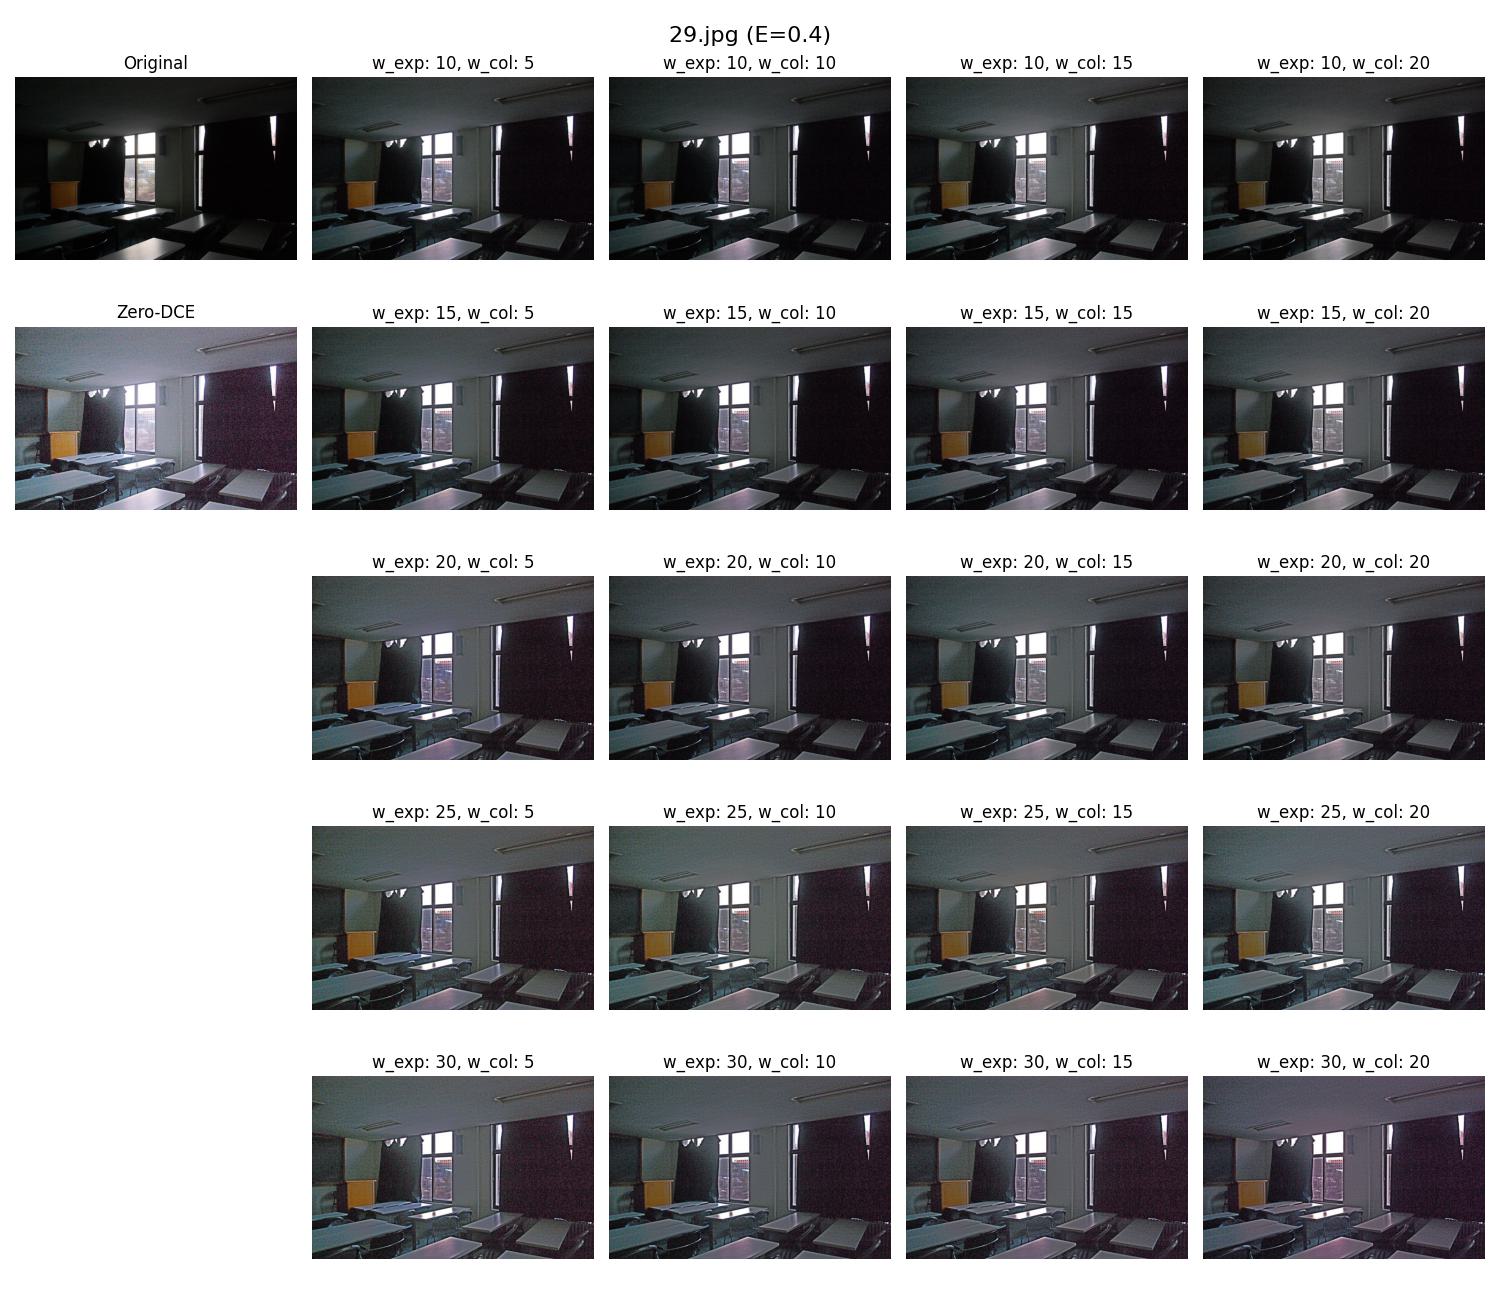 29.jpg (E=0.4)
Original
w_exp: 10, w_col: 5
w_exp: 10, w_col: 10
w_exp: 10, w_col: 15
w_exp: 10, w_col: 20
Zero-DCE
w_exp: 15, w_col: 5
w_exp: 15, w_col: 10
w_exp: 15, w_col: 15
w_exp: 15, w_col: 20
w_exp: 20, w_col: 5
w_exp: 20, w_col: 10
w_exp: 20, w_col: 15
w_exp: 20, w_col: 20
w_exp: 25, w_col: 5
w_exp: 25, w_col: 10
w_exp: 25, w_col: 15
w_exp: 25, w_col: 20
w_exp: 30, w_col: 5
w_exp: 30, w_col: 10
w_exp: 30, w_col: 15
w_exp: 30, w_col: 20